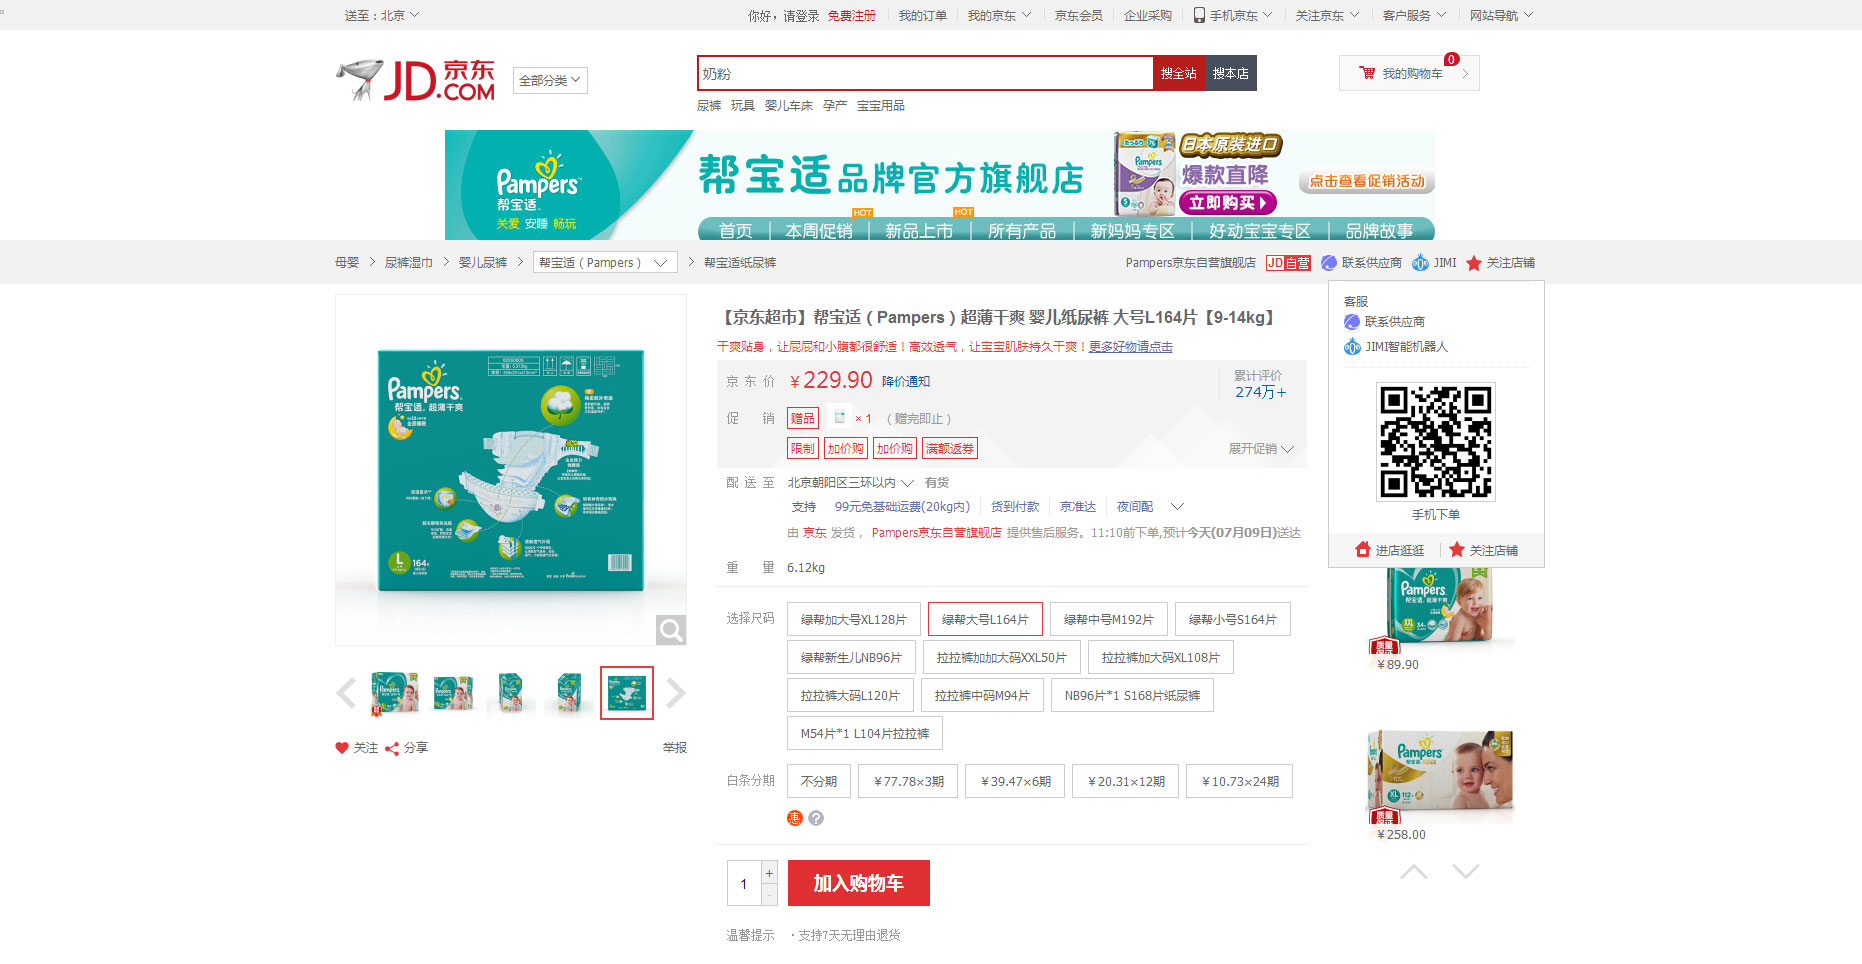 送至：北京
你好，请登录 免费注册 我的订单 我的京东 京东会员 企业采购 手机京东 关注京东 客户服务 网站导航
JD.COM 京东
全部分类
奶粉 搜全站 搜本店
我的购物车 0
尿裤 玩具 婴儿车床 孕产 宝宝用品
Pampers
帮宝适
关爱 安睡 畅玩
帮宝适品牌官方旗舰店
日本原装进口
爆款直降
立即购买
点击查看促销活动
HOT HOT
首页 本周促销 新品上市 所有产品 新妈妈专区 好动宝宝专区 品牌故事
母婴 > 尿裤湿巾 > 婴儿尿裤 > 帮宝适（Pampers） > 帮宝适纸尿裤
Pampers京东自营旗舰店 JD自营 联系供应商 JIMI 关注店铺
客服
联系供应商
JIMI智能机器人
手机下单
进店逛逛 关注店铺
【京东超市】帮宝适（Pampers）超薄干爽 婴儿纸尿裤 大号L164片【9-14kg】
干爽贴身，让屁屁和小腹都很舒适！高效透气，让宝宝肌肤持久干爽！更多好物请点击
京东价 ￥229.90 降价通知
累计评价
274万+
促销 赠品 × 1 （赠完即止）
限制 加价购 加价购 满额返券
展开促销
配送至 北京朝阳区三环以内 有货
支持 99元免基础运费(20kg内) 货到付款 京准达 夜间配
由 京东 发货， Pampers京东自营旗舰店 提供售后服务。11:10前下单,预计今天(07月09日)送达
重量 6.12kg
选择尺码 绿帮加大号XL128片 绿帮大号L164片 绿帮中号M192片 绿帮小号S164片
绿帮新生儿NB96片 拉拉裤加加大码XXL50片 拉拉裤加大码XL108片
拉拉裤大码L120片 拉拉裤中码M94片 NB96片*1 S168片纸尿裤
M54片*1 L104片拉拉裤
白条分期 不分期 ￥77.78×3期 ￥39.47×6期 ￥20.31×12期 ￥10.73×24期
惠 ?
1 + -
加入购物车
温馨提示 · 支持7天无理由退货
Pampers
帮宝适 超薄干爽
L 164
关注 分享 举报
Pampers
质量
￥89.90
Pampers
XL 112
质量
￥258.00